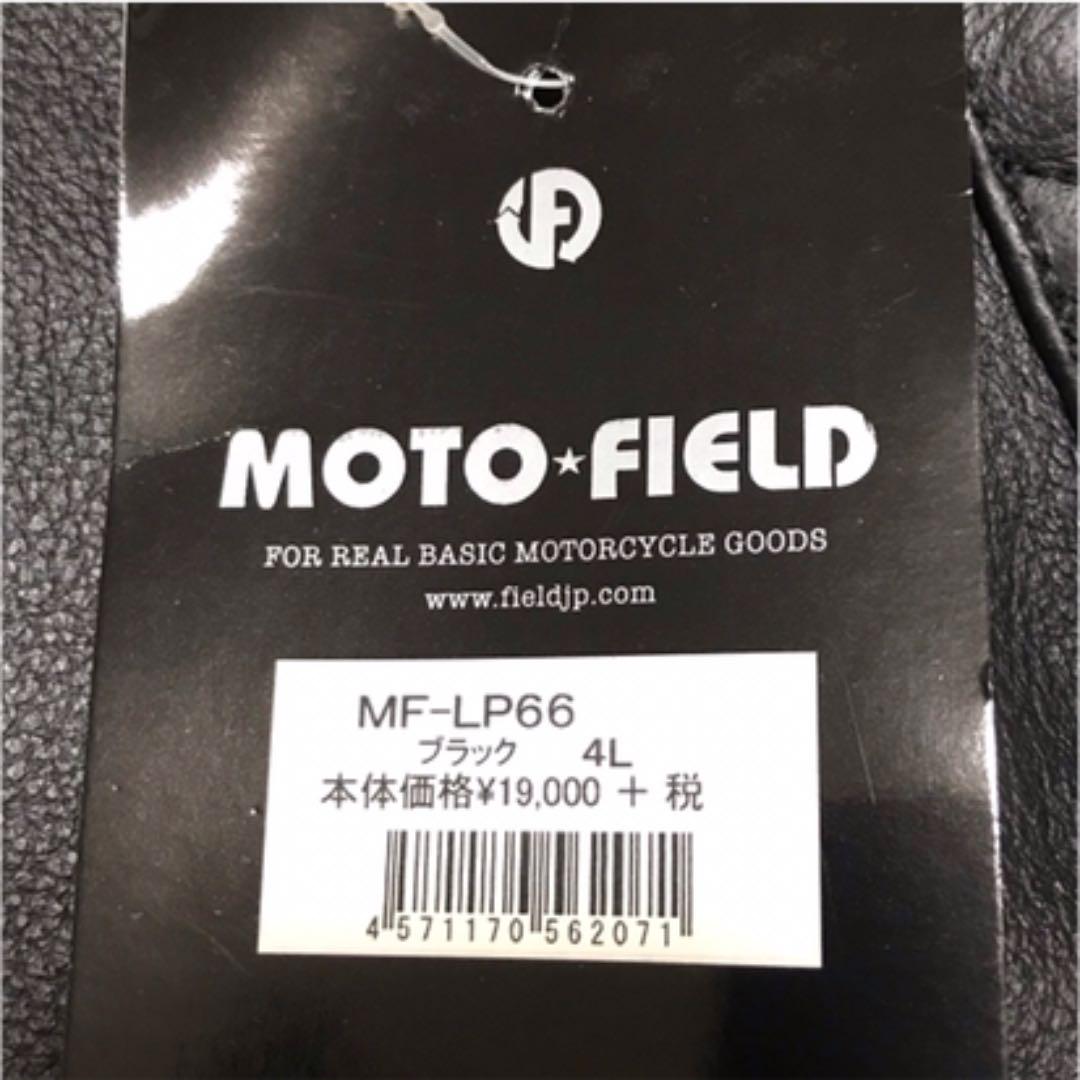 MOTO★FIELD
FOR REAL BASIC MOTORCYCLE GOODS
www.fieldjp.com
MF-LP66
ブラック 4L
本体価格¥19,000 + 税
4 571170 562071